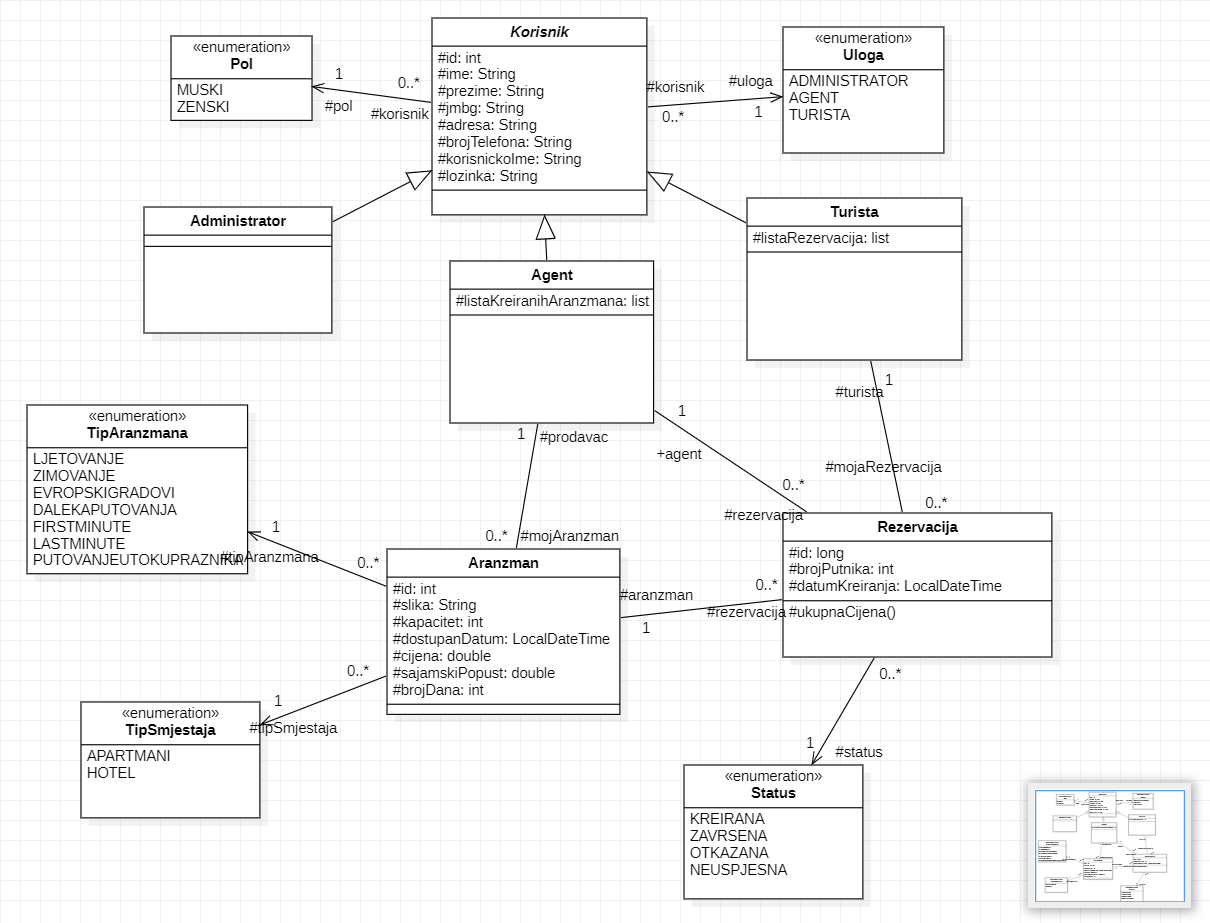 «enumeration»
Pol
MUSKI
ZENSKI
1
0..*
#pol
#korisnik
Korisnik
#id: int
#ime: String
#prezime: String
#jmbg: String
#adresa: String
#brojTelefona: String
#korisnickoIme: String
#lozinka: String
#korisnik
#uloga
0..*
1
«enumeration»
Uloga
ADMINISTRATOR
AGENT
TURISTA
Administrator
Agent
#listaKreiranihAranzmana: list
Turista
#listaRezervacija: list
1
#turista
#mojaRezervacija
0..*
1
#prodavac
0..*
#mojAranzman
1
+agent
0..*
#rezervacija
«enumeration»
TipAranzmana
LJETOVANJE
ZIMOVANJE
EVROPSKIGRADOVI
DALEKAPUTOVANJA
FIRSTMINUTE
LASTMINUTE
PUTOVANJEUTOKUPRAZNIKA
1
#tipAranzmana
0..*
Aranzman
#id: int
#slika: String
#kapacitet: int
#dostupanDatum: LocalDateTime
#cijena: double
#sajamskiPopust: double
#brojDana: int
#aranzman
1
0..*
#rezervacija
Rezervacija
#id: long
#brojPutnika: int
#datumKreiranja: LocalDateTime
#ukupnaCijena()
0..*
1
#tipSmjestaja
«enumeration»
TipSmjestaja
APARTMANI
HOTEL
0..*
1
#status
«enumeration»
Status
KREIRANA
ZAVRSENA
OTKAZANA
NEUSPJESNA